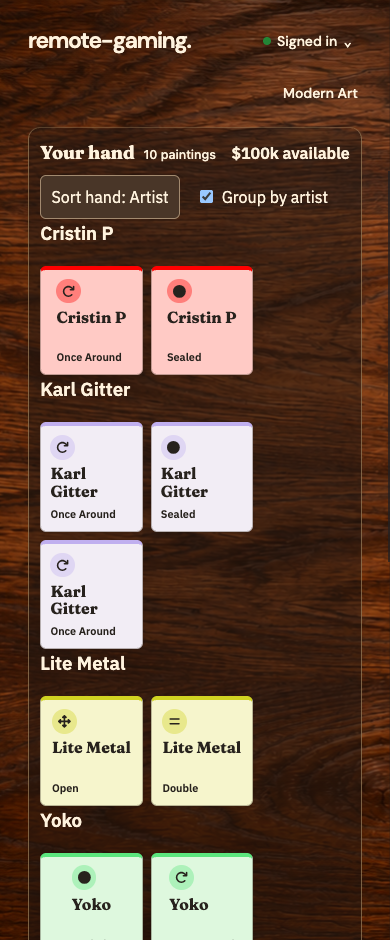 remote-gaming.
Signed in
Modern Art
Your hand 10 paintings $100k available
Sort hand: Artist Group by artist
Cristin P
Cristin P Cristin P
Once Around Sealed
Karl Gitter
Karl Karl
Gitter Gitter
Once Around Sealed
Karl
Gitter
Once Around
Lite Metal
Lite Metal Lite Metal
Open Double
Yoko
Yoko Yoko